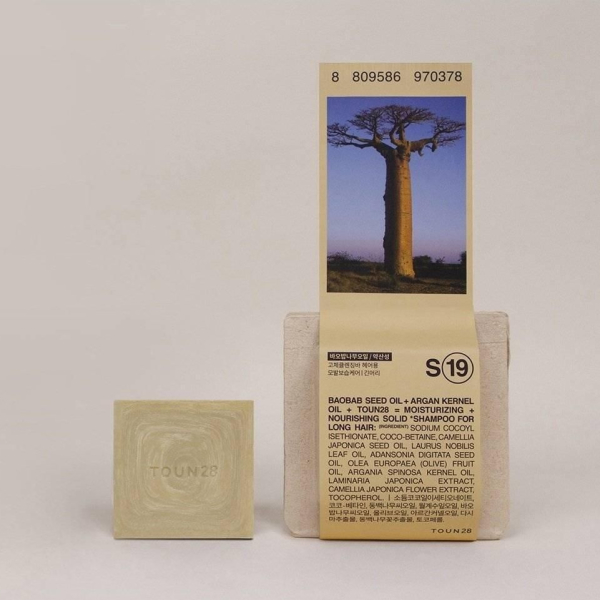 8 809586 970378
바오밥나무오일 / 약산성
고체클렌징바 헤어용
모발보습케어 | 긴머리
S19
BAOBAB SEED OIL + ARGAN KERNEL
OIL + TOUN28 = MOISTURIZING +
NOURISHING SOLID *SHAMPOO FOR
LONG HAIR: (INGREDIENT) SODIUM COCOYL
ISETHIONATE, COCO-BETAINE, CAMELLIA
JAPONICA SEED OIL, LAURUS NOBILIS
LEAF OIL, ADANSONIA DIGITATA SEED
OIL, OLEA EUROPAEA (OLIVE) FRUIT
OIL, ARGANIA SPINOSA KERNEL OIL,
LAMINARIA JAPONICA EXTRACT,
CAMELLIA JAPONICA FLOWER EXTRACT,
TOCOPHEROL. | 소듐코코일이세티오네이트,
코코-베타인, 동백나무씨오일, 월계수잎오일, 바오
밥나무씨오일, 올리브오일, 아르간커넬오일, 다시
마추출물, 동백나무꽃추출물, 토코페롤.
TOUN28
TOUN28